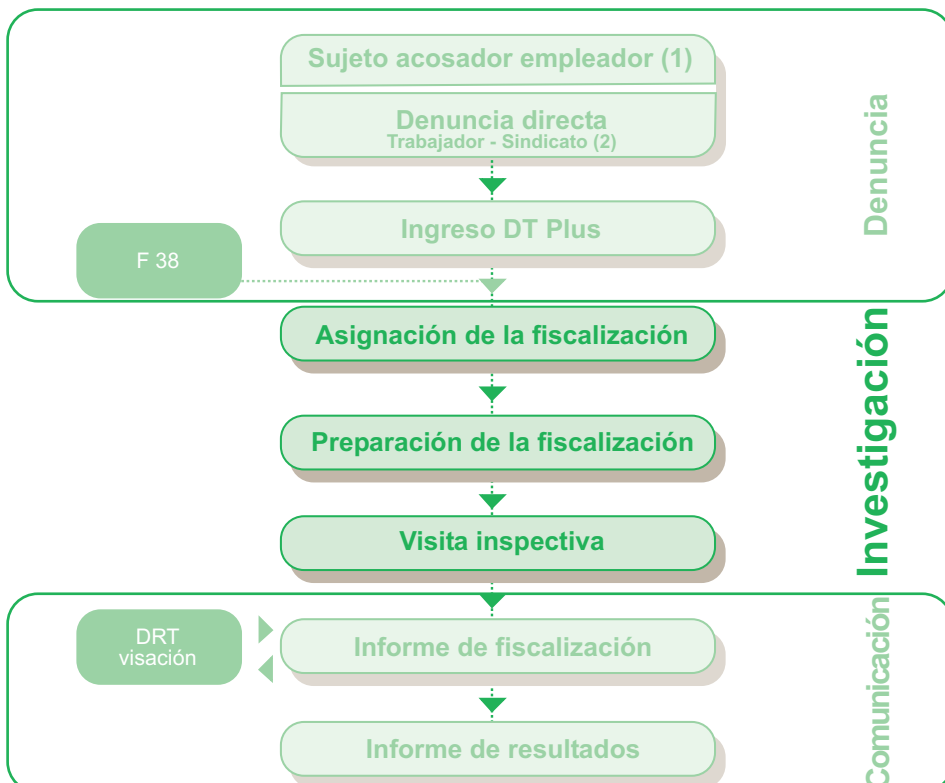 Sujeto acosador empleador (1)
Denuncia directa
Trabajador - Sindicato (2)
Ingreso DT Plus
F 38
Denuncia
Asignación de la fiscalización
Preparación de la fiscalización
Visita inspectiva
Investigación
DRT
visación
Informe de fiscalización
Informe de resultados
Comunicación